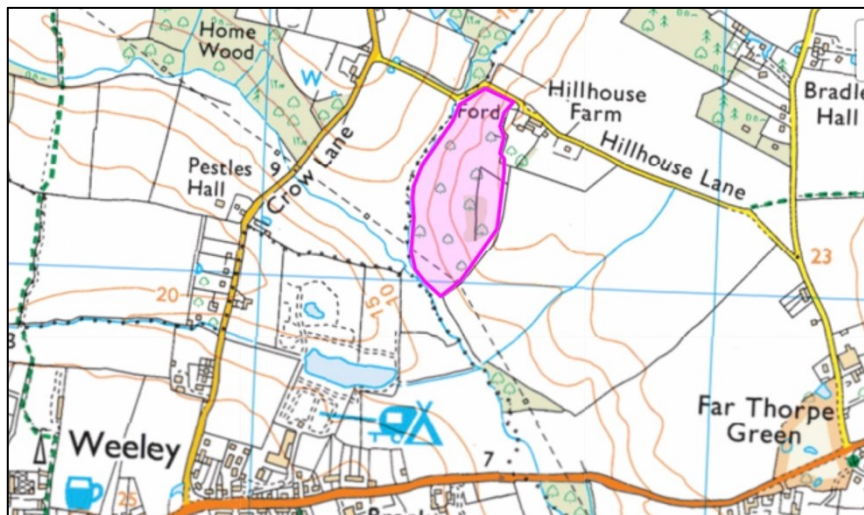 Home
Wood
W
Ford
Hillhouse
Farm
Hillhouse Lane
Hall
Pestles
Hall
9
Crow Lane
23
20
15
10
Far Thorpe
Green
Weeley
7
25